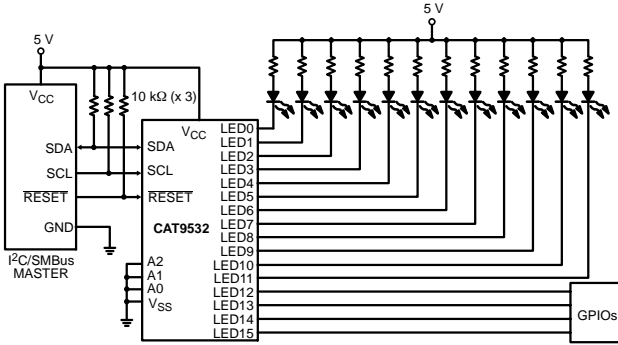 5 V
5 V
10 kΩ (x 3)
VCC
SDA
SCL
RESET
GND
I2C/SMBus
MASTER
VCC
SDA
SCL
RESET
CAT9532
A2
A1
A0
VSS
LED0
LED1
LED2
LED3
LED4
LED5
LED6
LED7
LED8
LED9
LED10
LED11
LED12
LED13
LED14
LED15
GPIOs